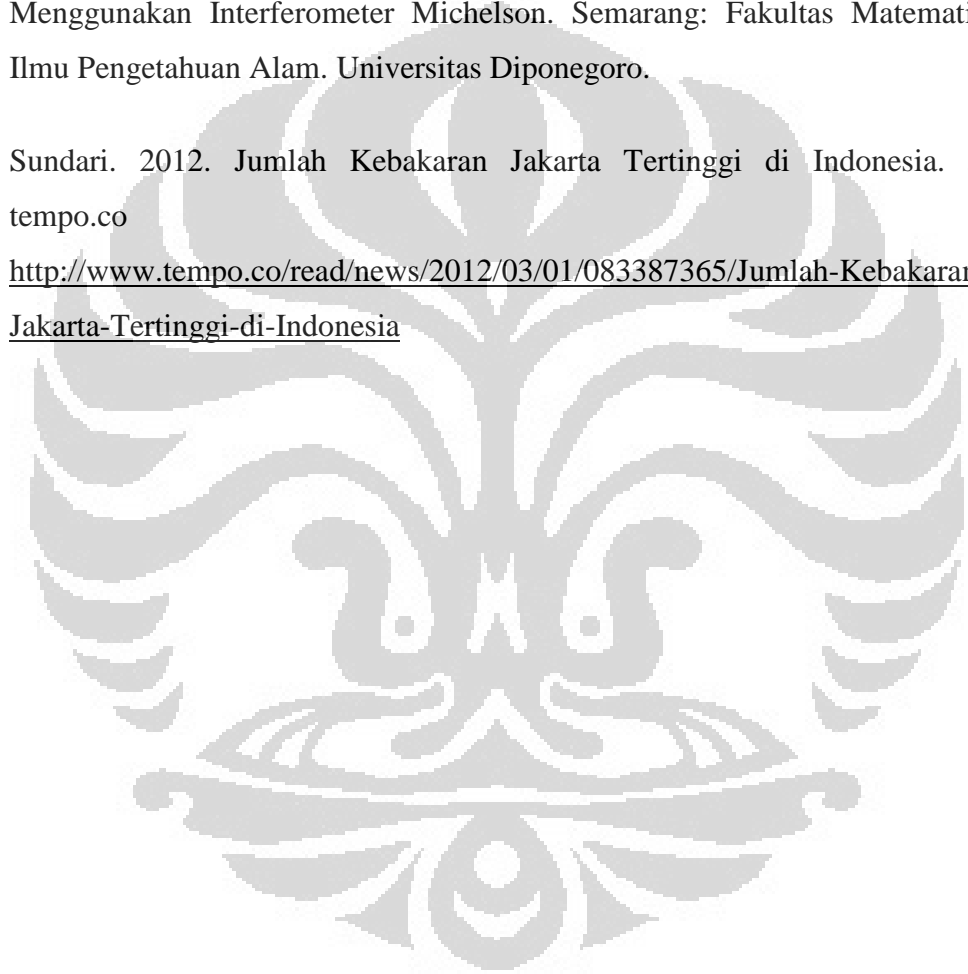 Menggunakan Interferometer Michelson. Semarang: Fakultas Matemati
Ilmu Pengetahuan Alam. Universitas Diponegoro.
Sundari. 2012. Jumlah Kebakaran Jakarta Tertinggi di Indonesia.
tempo.co
http://www.tempo.co/read/news/2012/03/01/083387365/Jumlah-Kebakaran
Jakarta-Tertinggi-di-Indonesia